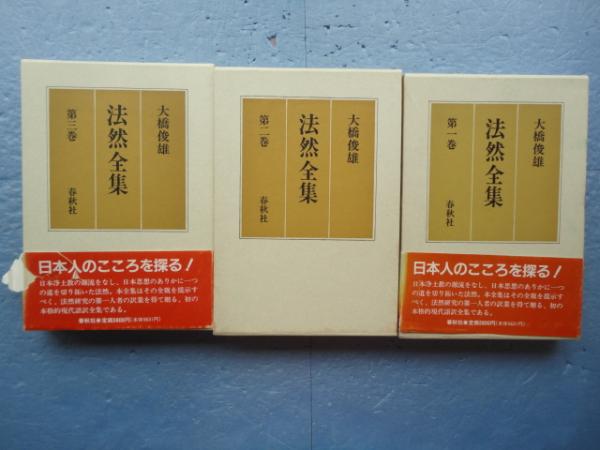 大橋俊雄
法然全集
第三巻
春秋社
日本人のこころを探る!
日本浄土教の源流をなし、日本思想のありかに一つ
の道を切り拓いた法然。本全集はその全貌を提示す
べく、法然研究の第一人者の訳業を得て贈る、初の
本格的現代語訳全集である。
大橋俊雄
法然全集
第二巻
春秋社
大橋俊雄
法然全集
第一巻
春秋社
日本人のこころを探る!
日本浄土教の源流をなし、日本思想のありかに一つ
の道を切り拓いた法然。本全集はその全貌を提示す
べく、法然研究の第一人者の訳業を得て贈る、初の
本格的現代語訳全集である。